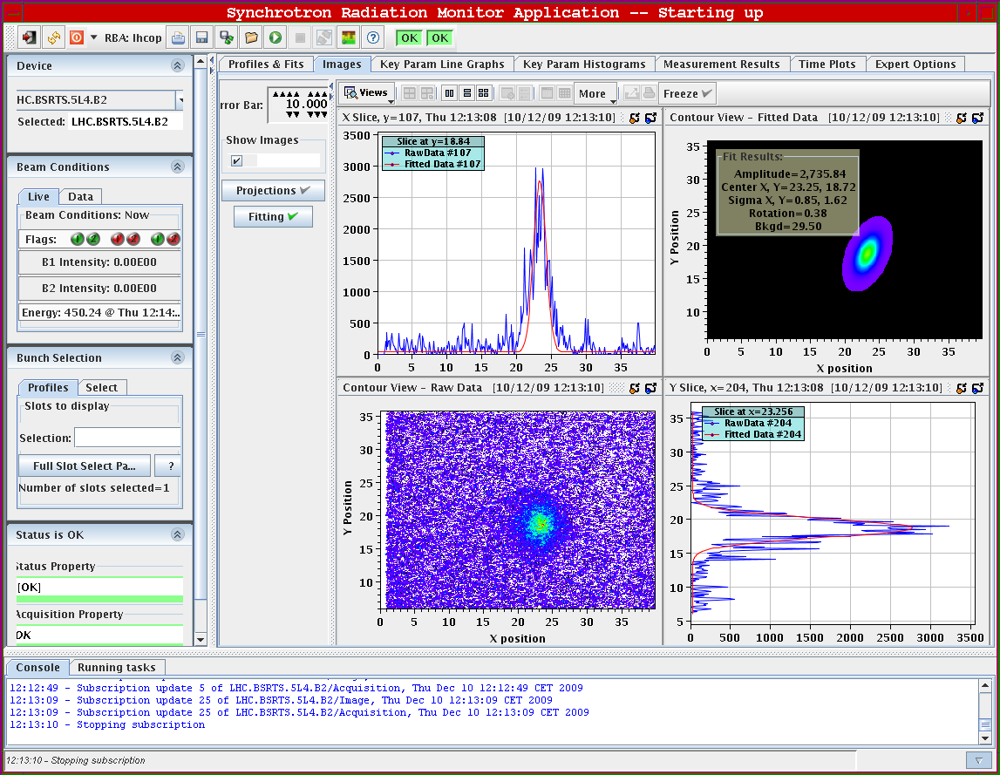 Synchrotron Radiation Monitor Application -- Starting up
RBA: lhcop
OK OK
Device
HC.BSRTS.5L4.B2
Selected: LHC.BSRTS.5L4.B2
Beam Conditions
Live Data
Beam Conditions: Now
Flags: 1 2 1 2 1 2
B1 Intensity: 0.00E00
B2 Intensity: 0.00E00
Energy: 450.24 @ Thu 12:14:..
Bunch Selection
Profiles Select
Slots to display
Selection:
Full Slot Select Pa... ?
Number of slots selected=1
Status is OK
Status Property
[OK]
Acquisition Property
OK
Profiles & Fits Images Key Param Line Graphs Key Param Histograms Measurement Results Time Plots Expert Options
rror Bar: 10.000
Show Images
Projections
Fitting
Views More Freeze
X Slice, y=107, Thu 12:13:08 [10/12/09 12:13:10]
Slice at y=18.84
RawData #107
Fitted Data #107
3500
3000
2500
2000
1500
1000
500
0
0 5 10 15 20 25 30 35
Contour View - Fitted Data [10/12/09 12:13:10]
Fit Results:
Amplitude=2,735.84
Center X, Y=23.25, 18.72
Sigma X, Y=0.85, 1.62
Rotation=0.38
Bkgd=29.50
Y Position
35
30
25
20
15
10
0 5 10 15 20 25 30 35
X position
Contour View - Raw Data [10/12/09 12:13:10]
Y Position
35
30
25
20
15
10
0 5 10 15 20 25 30 35
X position
Y Slice, x=204, Thu 12:13:08 [10/12/09 12:13:10]
Slice at x=23.256
RawData #204
Fitted Data #204
35
30
25
20
15
10
5
0 500 1000 1500 2000 2500 3000 3500
Console Running tasks
12:12:49 - Subscription update 5 of LHC.BSRTS.5L4.B2/Acquisition, Thu Dec 10 12:12:49 CET 2009
12:13:09 - Subscription update 25 of LHC.BSRTS.5L4.B2/Image, Thu Dec 10 12:13:09 CET 2009
12:13:09 - Subscription update 25 of LHC.BSRTS.5L4.B2/Acquisition, Thu Dec 10 12:13:09 CET 2009
12:13:10 - Stopping subscription
12:13:10 - Stopping subscription